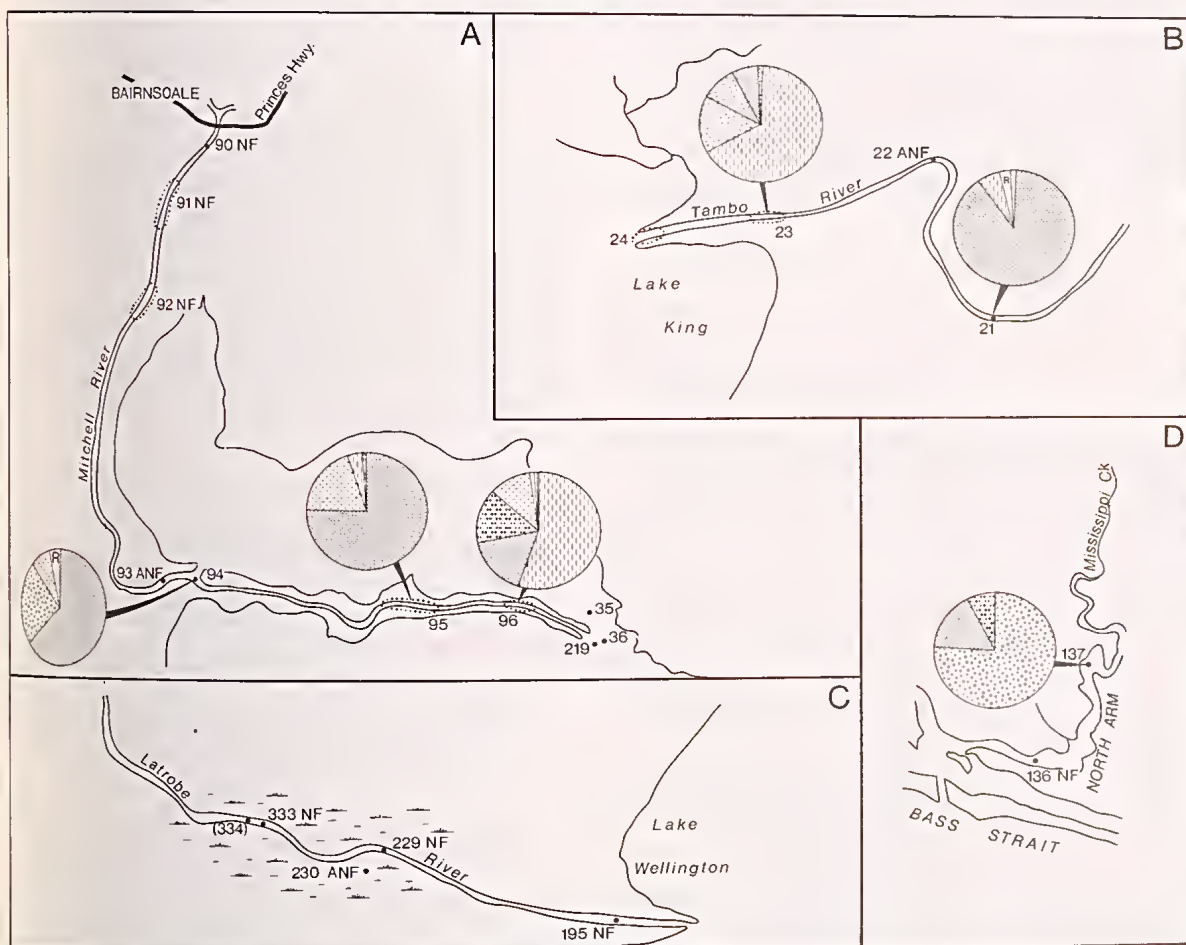 A
BAIRNSOALE
Princes Hwy.
90 NF
91 NF
92 NF
Mitchell River
93 ANF
94
R
95
96
35
36
219
B
22 ANF
Tambo River
23
24
R
21
Lake
King
C
Latrobe River
333 NF
(334)
229 NF
230 ANF
195 NF
Lake
Wellington
D
Mississippi Ck
137
NORTH ARM
136 NF
BASS STRAIT